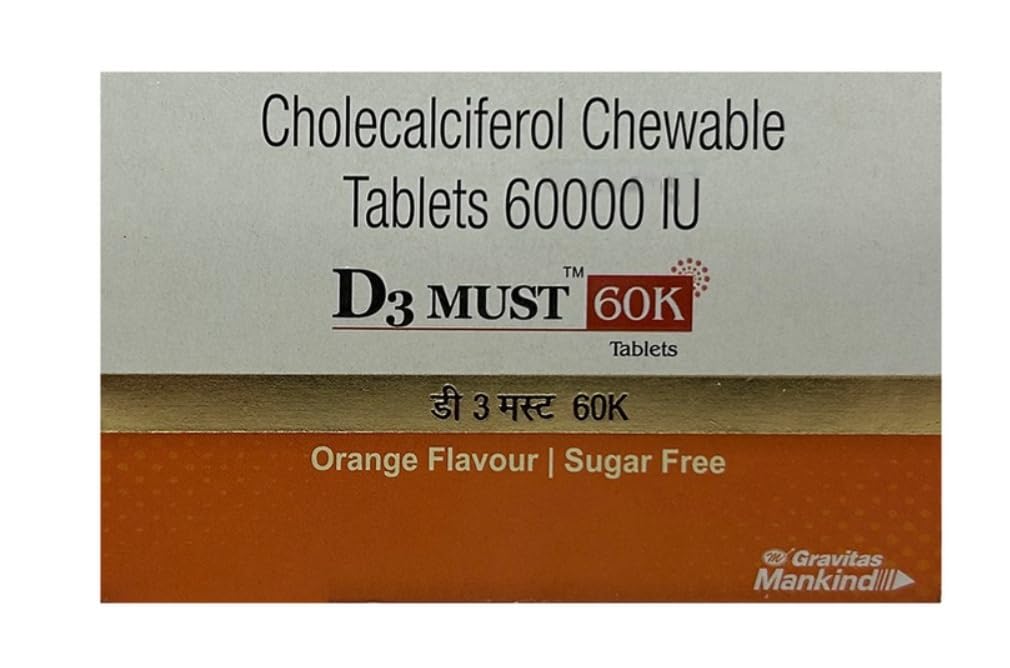 Cholecalciferol Chewable
Tablets 60000 IU
D3 MUST™ 60K
Tablets
डी 3 मस्ट 60K
Orange Flavour | Sugar Free
m Gravitas
Mankind